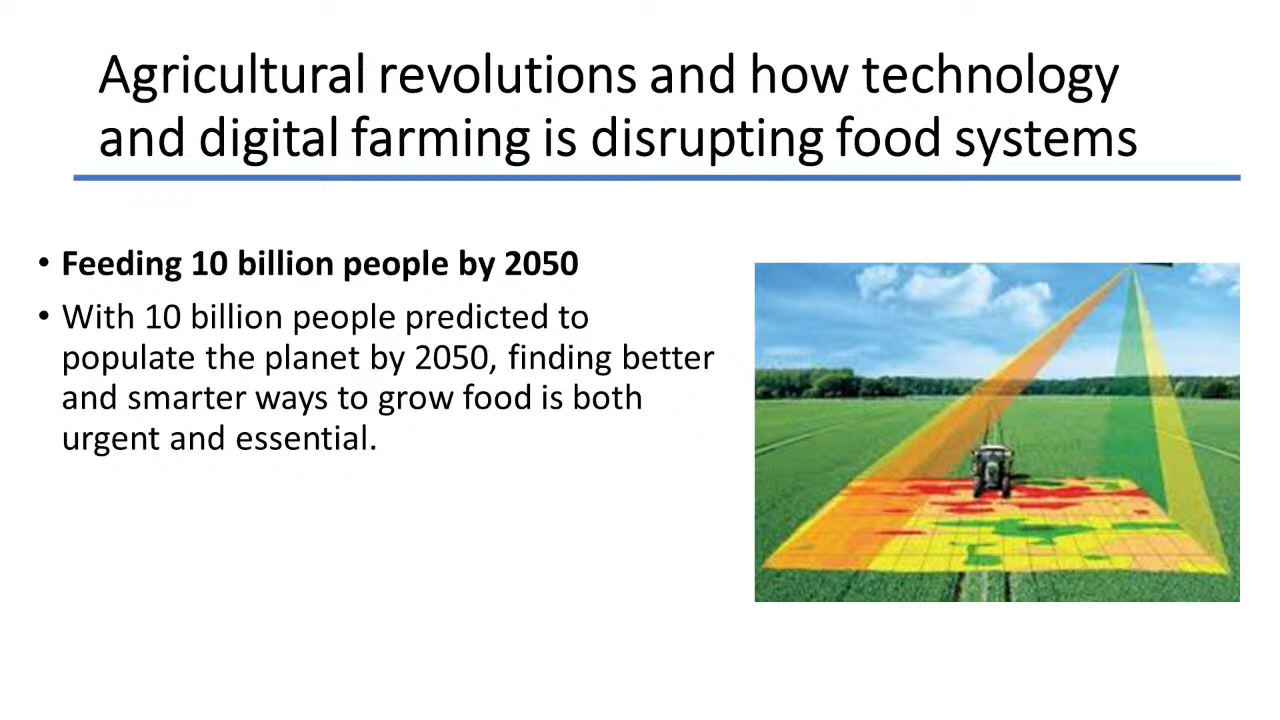 Agricultural revolutions and how technology
and digital farming is disrupting food systems
• Feeding 10 billion people by 2050
• With 10 billion people predicted to
populate the planet by 2050, finding better
and smarter ways to grow food is both
urgent and essential.